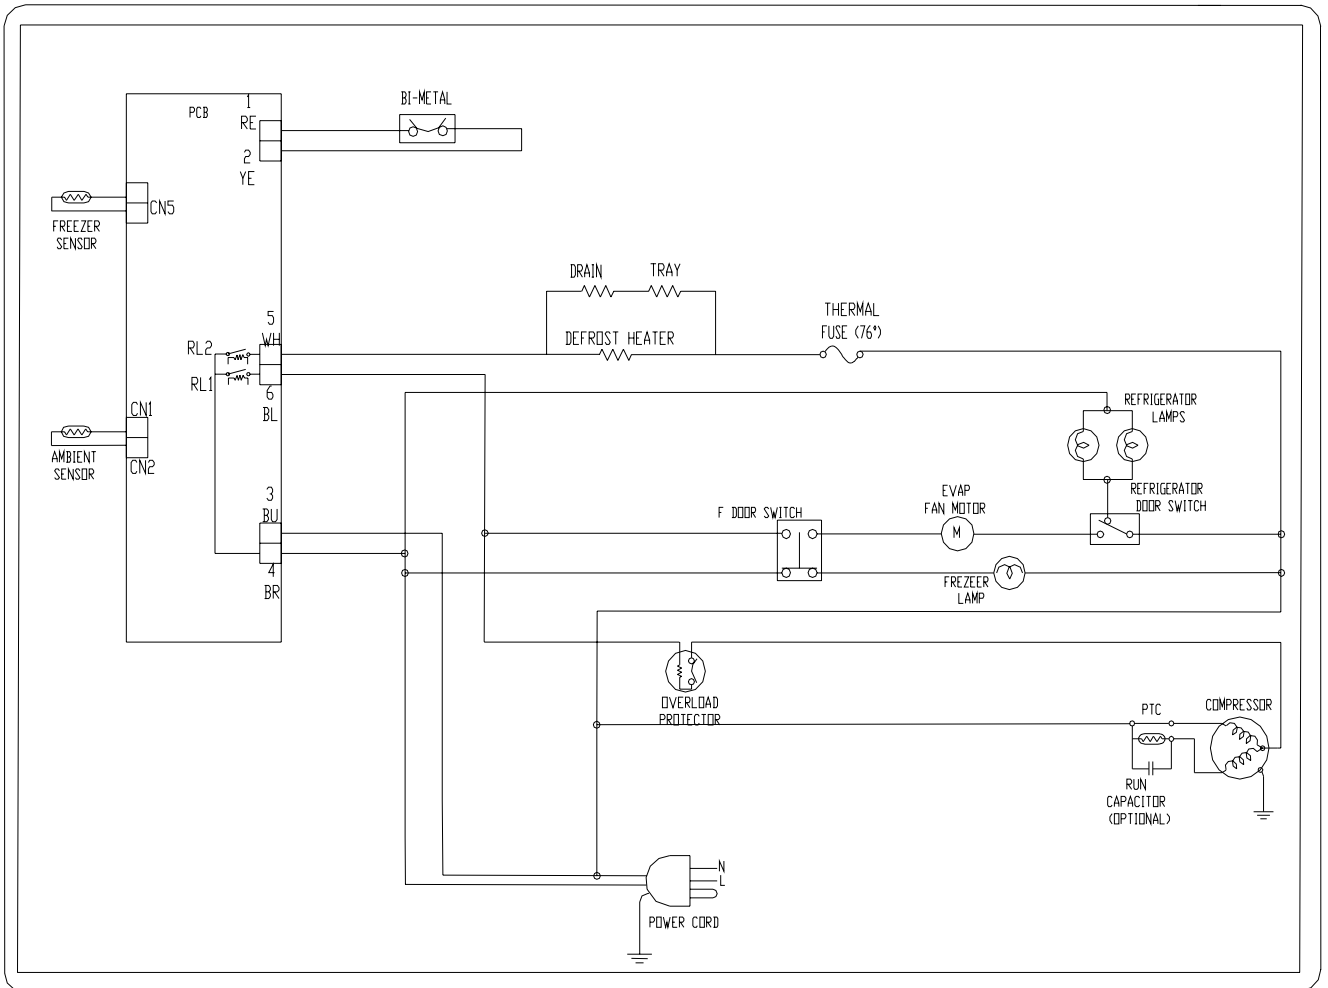 PCB
1
RE
BI-METAL
2
YE
CN5
FREEZER
SENSOR
DRAIN
TRAY
THERMAL
FUSE (76°)
5
WH
DEFROST HEATER
RL2
RL1
6
BL
CN1
AMBIENT
SENSOR
CN2
REFRIGERATOR
LAMPS
3
BU
EVAP
FAN MOTOR
M
F DOOR SWITCH
REFRIGERATOR
DOOR SWITCH
4
BR
FREZEER
LAMP
OVERLOAD
PROTECTOR
PTC
COMPRESSOR
RUN
CAPACITOR
(OPTIONAL)
N
L
POWER CORD